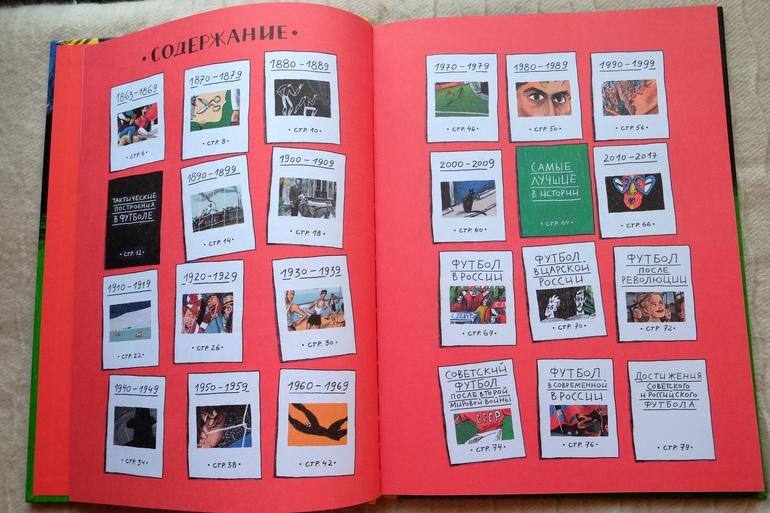 СОДЕРЖАНИЕ
1863-1869
СТР. 6
1870-1879
СТР. 8
1880-1889
СТР. 10
ТАКТИЧЕСКИЕ
ПОСТРОЕНИЯ
В ФУТБОЛЕ
СТР. 12
1890-1899
СТР. 14
1900-1909
СТР. 18
1910-1919
СТР. 22
1920-1929
СТР. 26
1930-1939
СТР. 30
1940-1949
СТР. 34
1950-1959
СТР. 38
1960-1969
СТР. 42
1970-1979
СТР. 46
1980-1989
СТР. 50
1990-1999
СТР. 56
2000-2009
СТР. 60
САМЫЕ
ЛУЧШИЕ
В ИСТОРИИ
СТР. 64
2010-2017
СТР. 66
ФУТБОЛ
В РОССИИ
СТР. 69
ФУТБОЛ
В ЦАРСКОЙ
РОССИИ
СТР. 70
ФУТБОЛ
ПОСЛЕ
РЕВОЛЮЦИИ
СТР. 72
СОВЕТСКИЙ
ФУТБОЛ
ПОСЛЕ ВТОРОЙ
МИРОВОЙ ВОЙНЫ
СССР
СТР. 74
ФУТБОЛ
В СОВРЕМЕННОЙ
В РОССИИ
СТР. 76
ДОСТИЖЕНИЯ
СОВЕТСКОГО
И РОССИЙСКОГО
ФУТБОЛА
СТР. 79